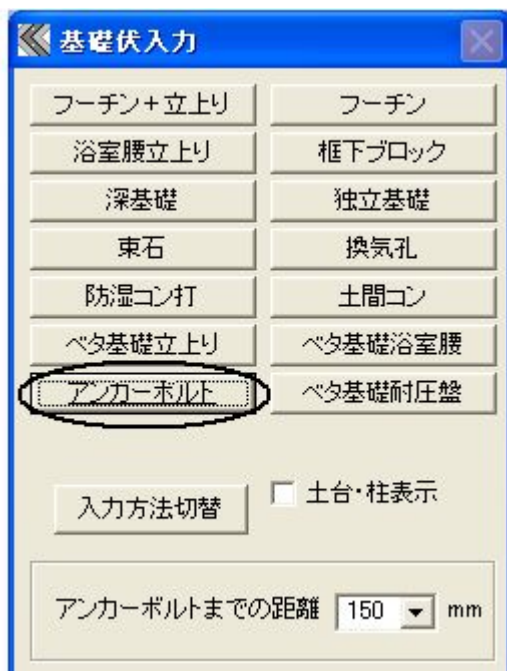 基礎伏入力
フーチン＋立上り フーチン
浴室腰立上り 框下ブロック
深基礎 独立基礎
束石 換気孔
防湿コン打 土間コン
ベタ基礎立上り ベタ基礎浴室腰
アンカーボルト ベタ基礎耐圧盤
入力方法切替 土台・柱表示
アンカーボルトまでの距離 150 mm